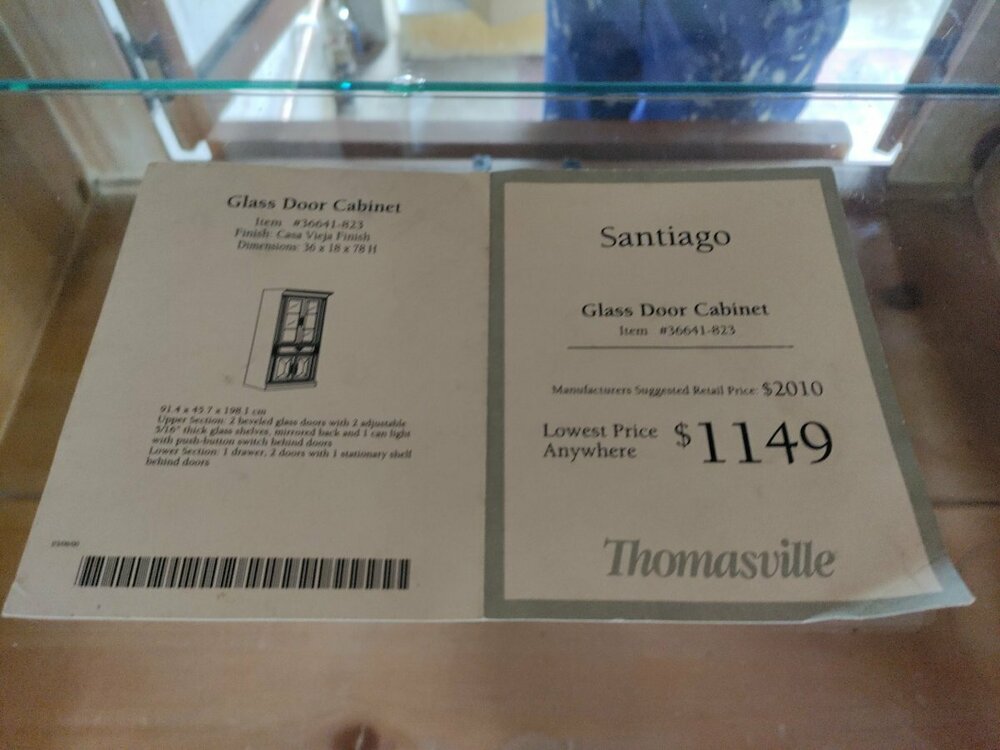 Glass Door Cabinet
Item #36641-823
Finish: Casa Vieja Finish
Dimensions: 36 x 18 x 78 H
91.4 x 45.7 x 198.1 cm
Upper Section: 2 beveled glass doors with 2 adjustable
5/16" thick glass shelves, mirrored back and 1 can light
with push-button switch behind doors
Lower Section: 1 drawer, 2 doors with 1 stationary shelf
behind doors
Santiago
Glass Door Cabinet
Item #36641-823
Manufacturers Suggested Retail Price: $2010
Lowest Price
Anywhere $1149
Thomasville